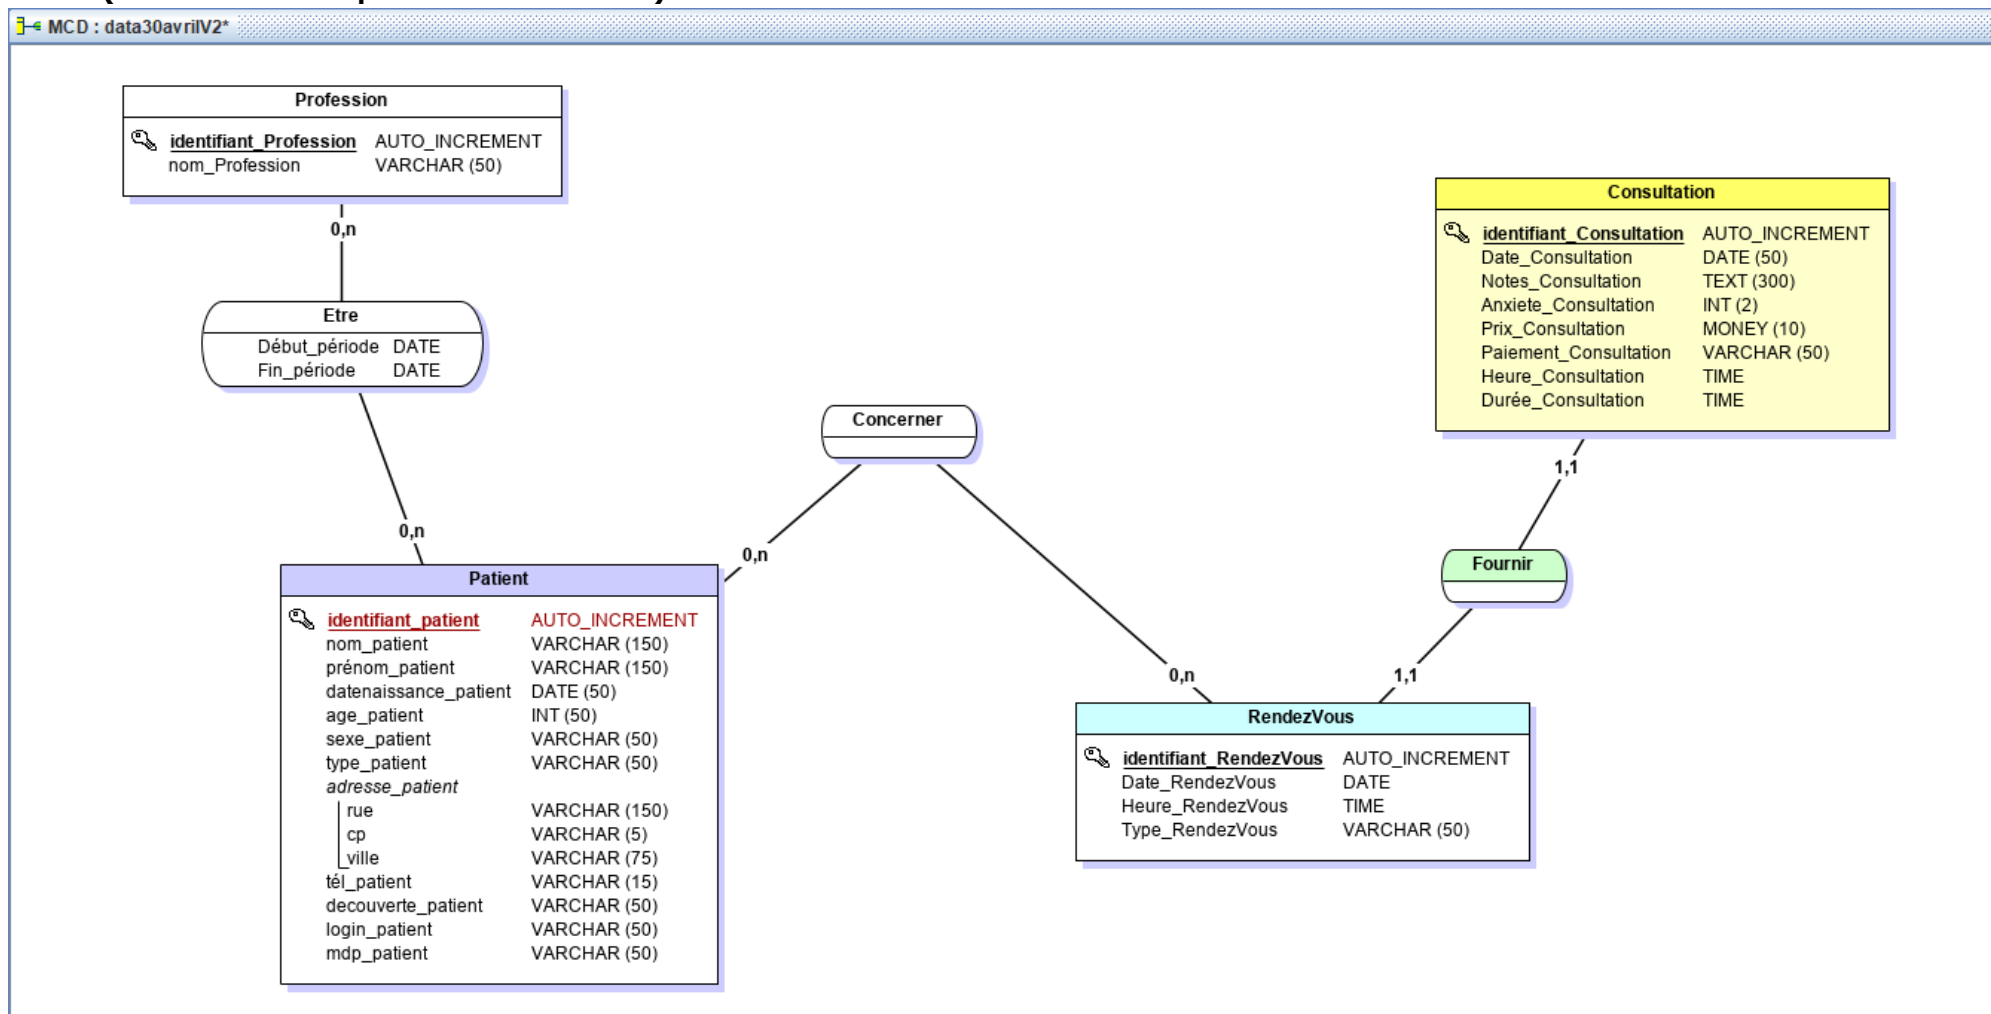 MCD : data30avrilV2*
Profession
identifiant_Profession AUTO_INCREMENT
nom_Profession VARCHAR (50)
0,n
Etre
Début_période DATE
Fin_période DATE
0,n
Patient
identifiant_patient AUTO_INCREMENT
nom_patient VARCHAR (150)
prénom_patient VARCHAR (150)
datenaissance_patient DATE (50)
age_patient INT (50)
sexe_patient VARCHAR (50)
type_patient VARCHAR (50)
adresse_patient
rue VARCHAR (150)
cp VARCHAR (5)
ville VARCHAR (75)
tél_patient VARCHAR (15)
decouverte_patient VARCHAR (50)
login_patient VARCHAR (50)
mdp_patient VARCHAR (50)
Concerner
0,n
0,n
Consultation
identifiant_Consultation AUTO_INCREMENT
Date_Consultation DATE (50)
Notes_Consultation TEXT (300)
Anxiete_Consultation INT (2)
Prix_Consultation MONEY (10)
Paiement_Consultation VARCHAR (50)
Heure_Consultation TIME
Durée_Consultation TIME
1,1
Fournir
1,1
RendezVous
identifiant_RendezVous AUTO_INCREMENT
Date_RendezVous DATE
Heure_RendezVous TIME
Type_RendezVous VARCHAR (50)